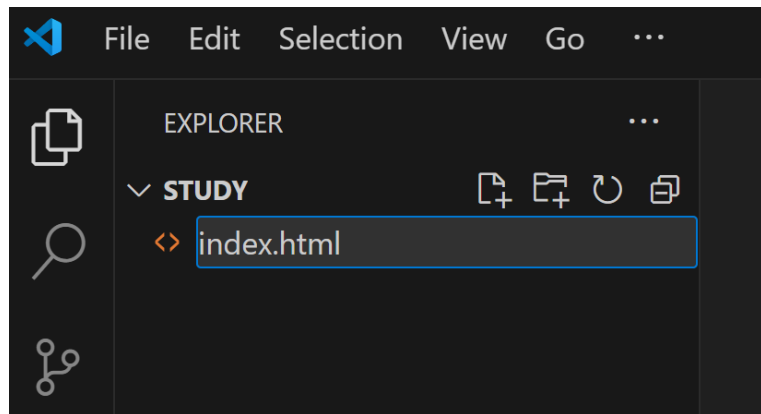 File Edit Selection View Go ...
EXPLORER ...
STUDY
index.html